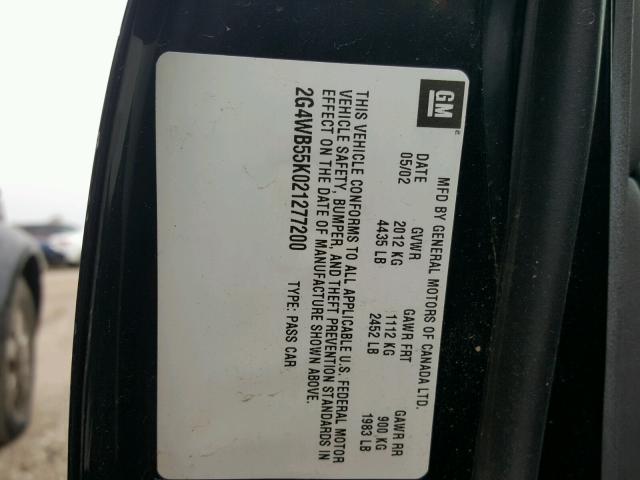 GM
MFD BY GENERAL MOTORS OF CANADA LTD.
DATE GVWR GAWR FRT GAWR RR
05/02 2012 KG 1112 KG 900 KG
4435 LB 2452 LB 1983 LB
THIS VEHICLE CONFORMS TO ALL APPLICABLE U.S. FEDERAL MOTOR
VEHICLE SAFETY, BUMPER, AND THEFT PREVENTION STANDARDS IN
EFFECT ON THE DATE OF MANUFACTURE SHOWN ABOVE.
2G4WB55K021277200 TYPE: PASS CAR